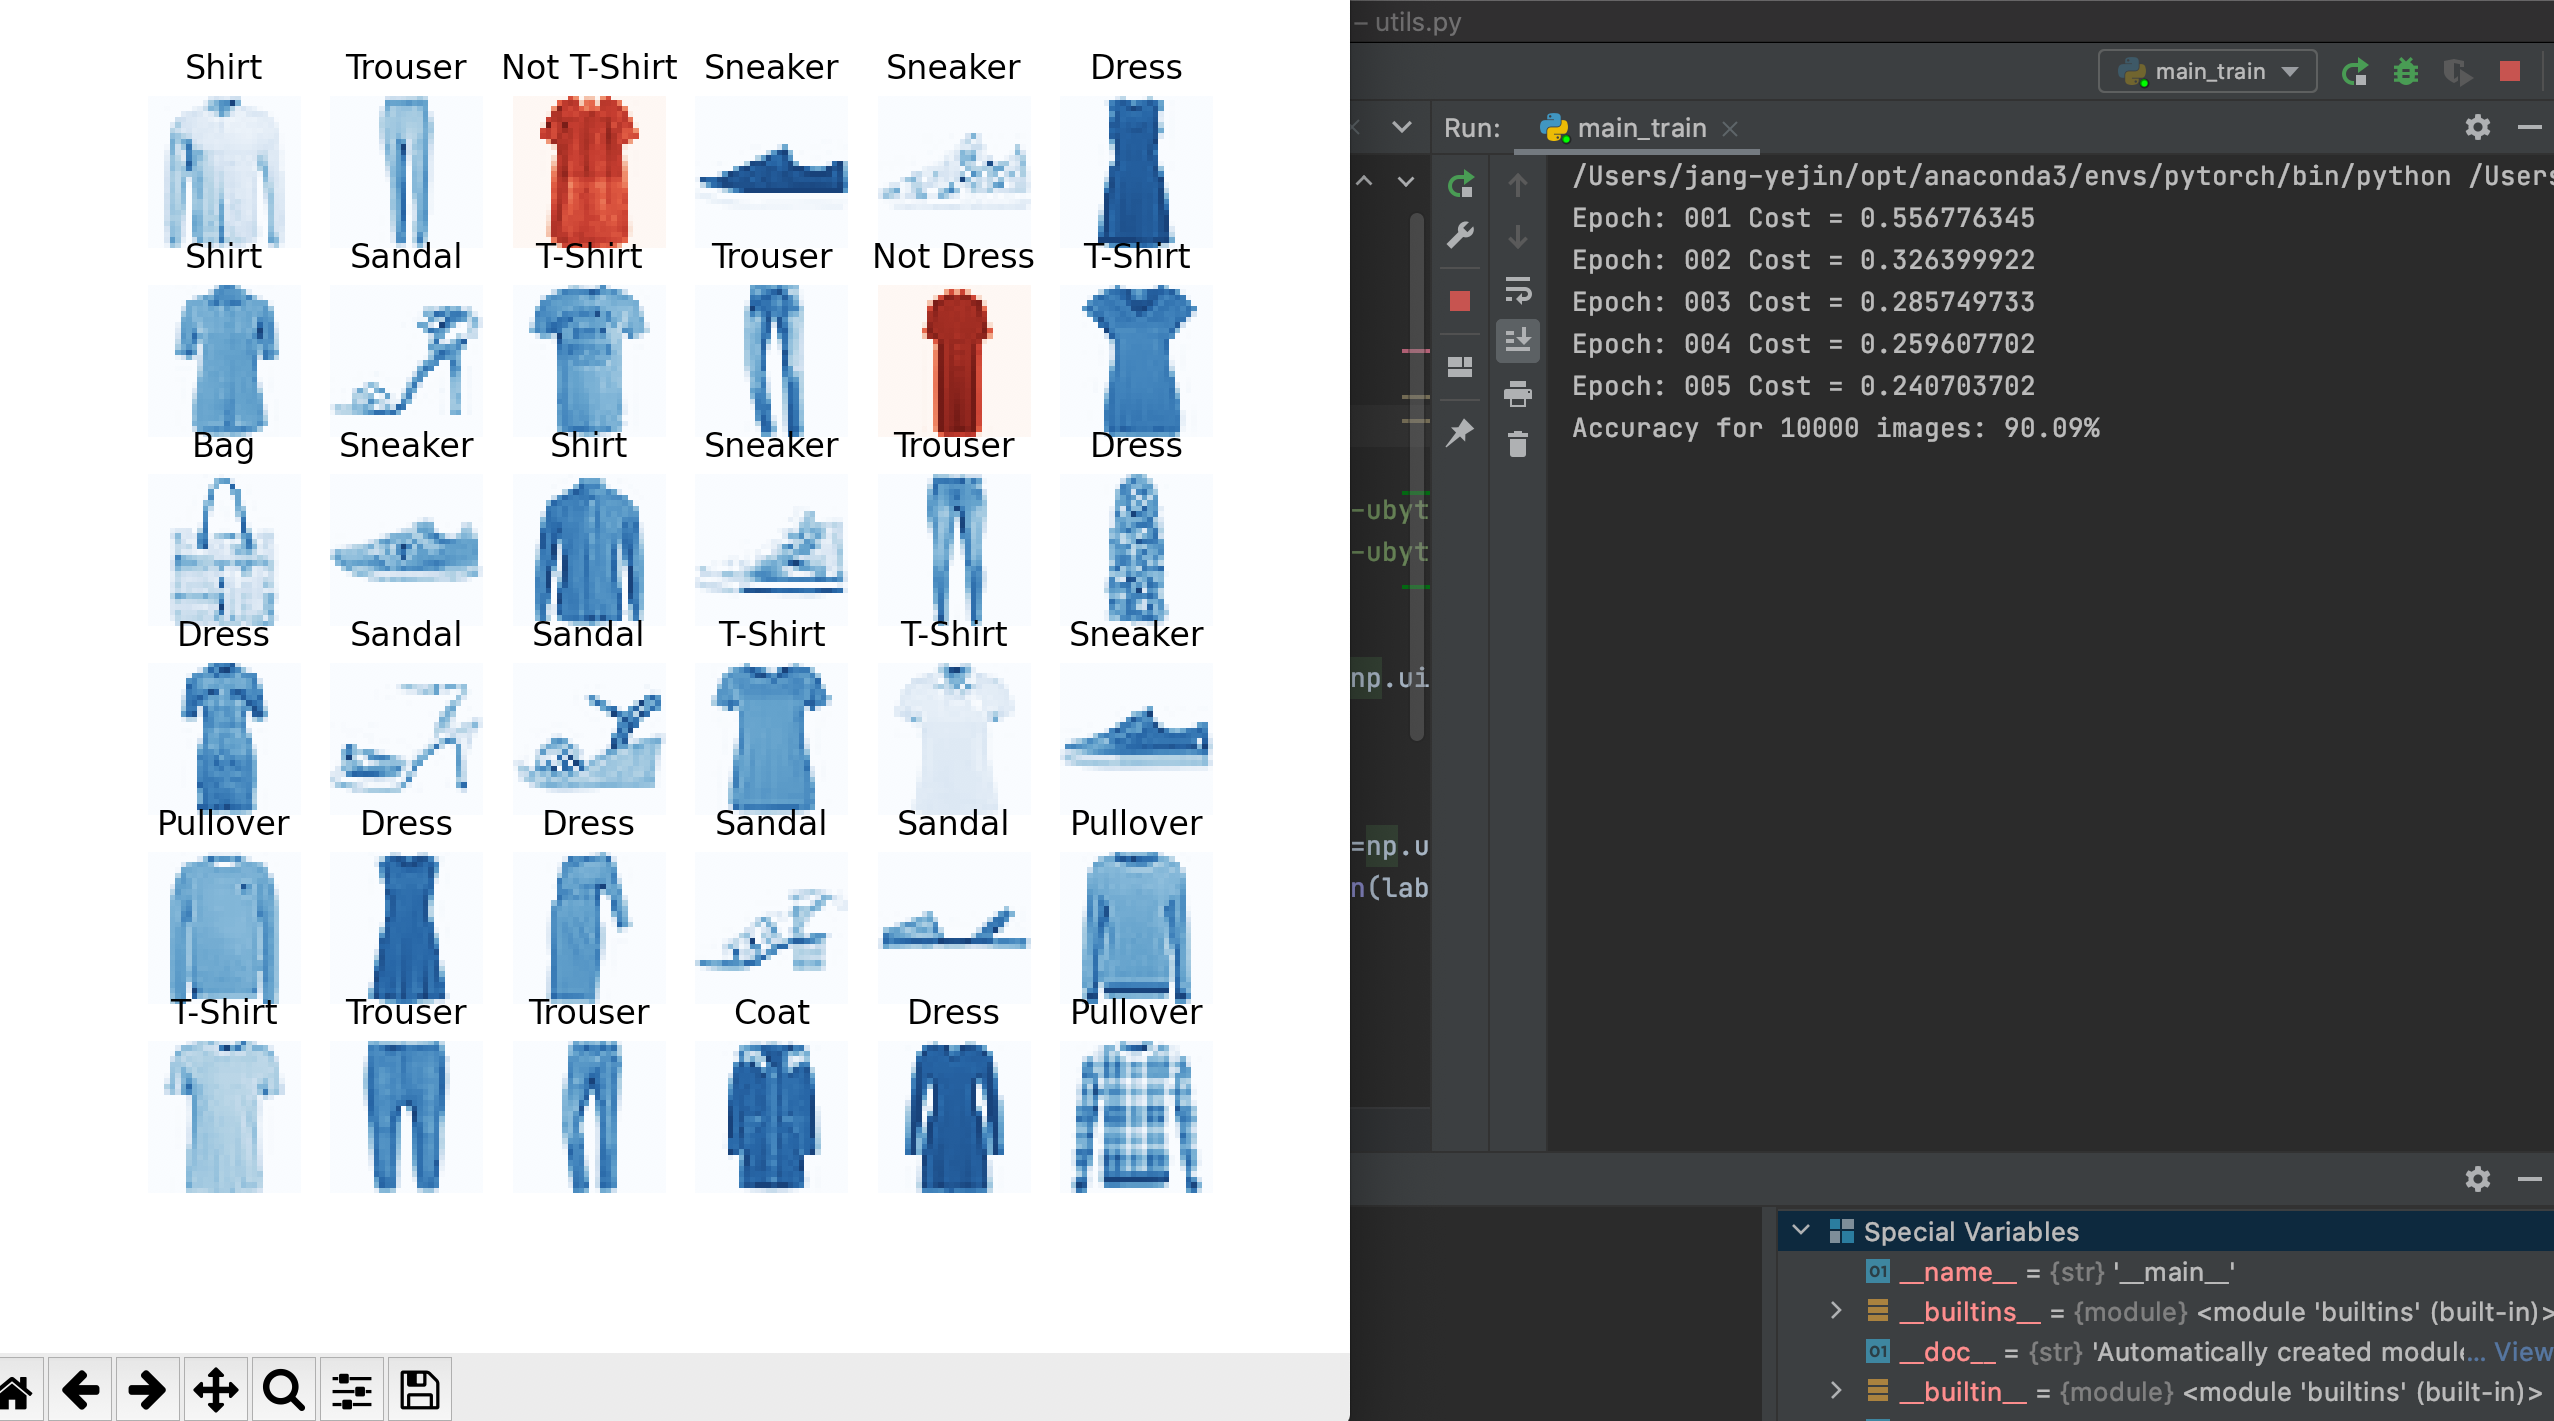 Shirt Trouser Not T-Shirt Sneaker Sneaker Dress
Shirt Sandal T-Shirt Trouser Not Dress T-Shirt
Bag Sneaker Shirt Sneaker Trouser Dress
Dress Sandal Sandal T-Shirt T-Shirt Sneaker
Pullover Dress Dress Sandal Sandal Pullover
T-Shirt Trouser Trouser Coat Dress Pullover
– utils.py
main_train
Run: main_train
-ubyt
-ubyt
np.ui
=np.u
n(lab
/Users/jang-yejin/opt/anaconda3/envs/pytorch/bin/python /Users
Epoch: 001 Cost = 0.556776345
Epoch: 002 Cost = 0.326399922
Epoch: 003 Cost = 0.285749733
Epoch: 004 Cost = 0.259607702
Epoch: 005 Cost = 0.240703702
Accuracy for 10000 images: 90.09%
Special Variables
01 __name__ = {str} '__main__'
__builtins__ = {module} <module 'builtins' (built-in)>
01 __doc__ = {str} 'Automatically created modul... View
__builtin__ = {module} <module 'builtins' (built-in)>